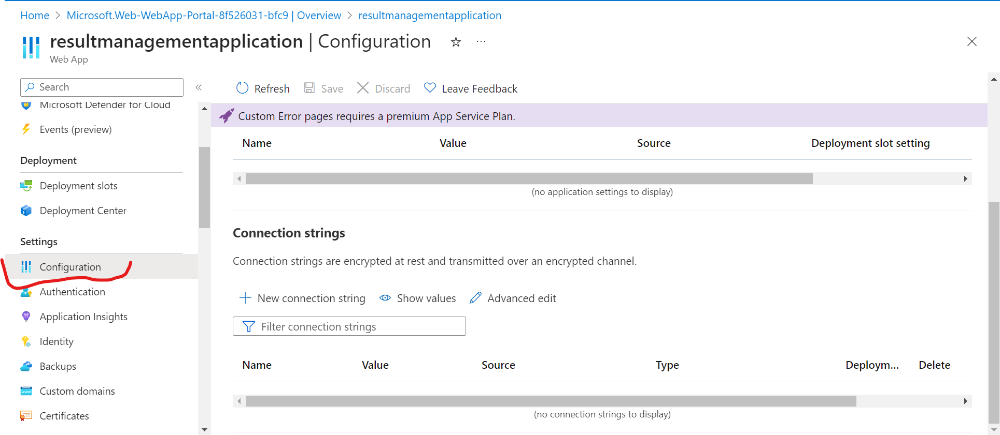 Home > Microsoft.Web-WebApp-Portal-8f526031-bfc9 | Overview > resultmanagementapplication
resultmanagementapplication | Configuration
Web App
Search
Microsoft Defender for Cloud
Events (preview)
Deployment
Deployment slots
Deployment Center
Settings
Configuration
Authentication
Application Insights
Identity
Backups
Custom domains
Certificates
Refresh Save Discard Leave Feedback
Custom Error pages requires a premium App Service Plan.
Name Value Source Deployment slot setting
(no application settings to display)
Connection strings
Connection strings are encrypted at rest and transmitted over an encrypted channel.
New connection string Show values Advanced edit
Filter connection strings
Name Value Source Type Deploym... Delete
(no connection strings to display)